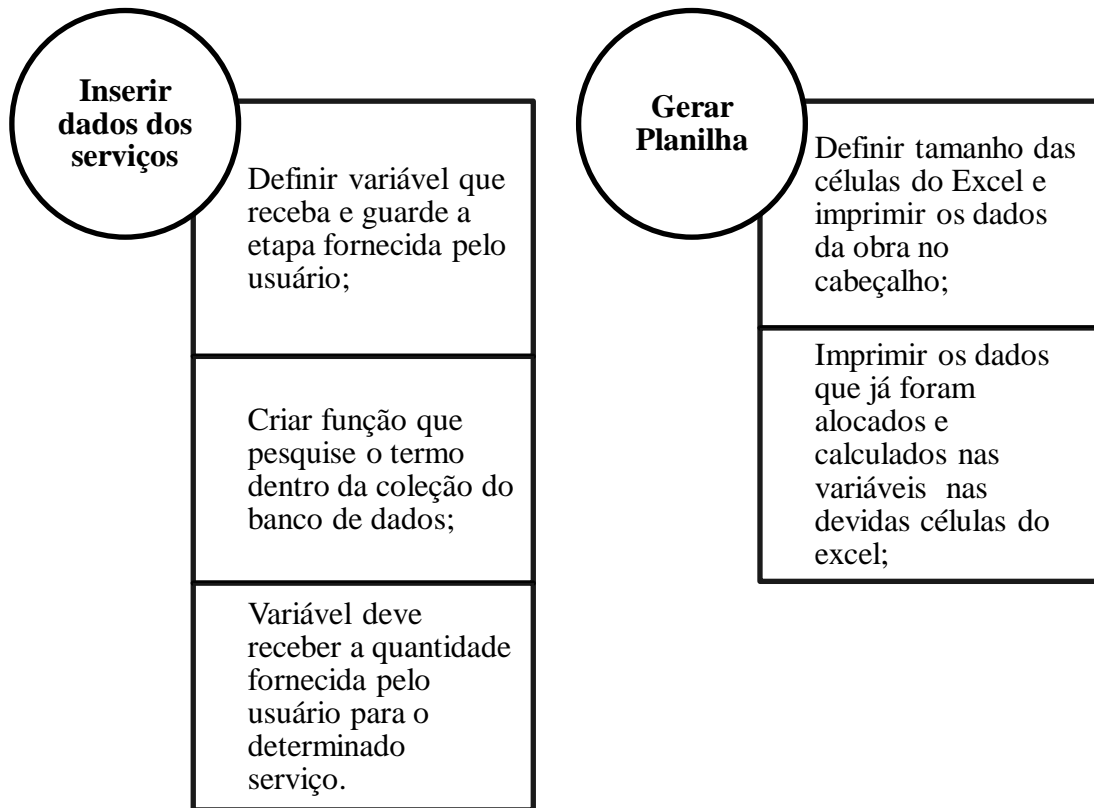 Inserir
dados dos
serviços
Definir variável que
receba e guarde a
etapa fornecida pelo
usuário;
Criar função que
pesquise o termo
dentro da coleção do
banco de dados;
Variável deve
receber a quantidade
fornecida pelo
usuário para o
determinado
serviço.
Gerar
Planilha
Definir tamanho das
células do Excel e
imprimir os dados
da obra no
cabeçalho;
Imprimir os dados
que já foram
alocados e
calculados nas
variáveis nas
devidas células do
excel;